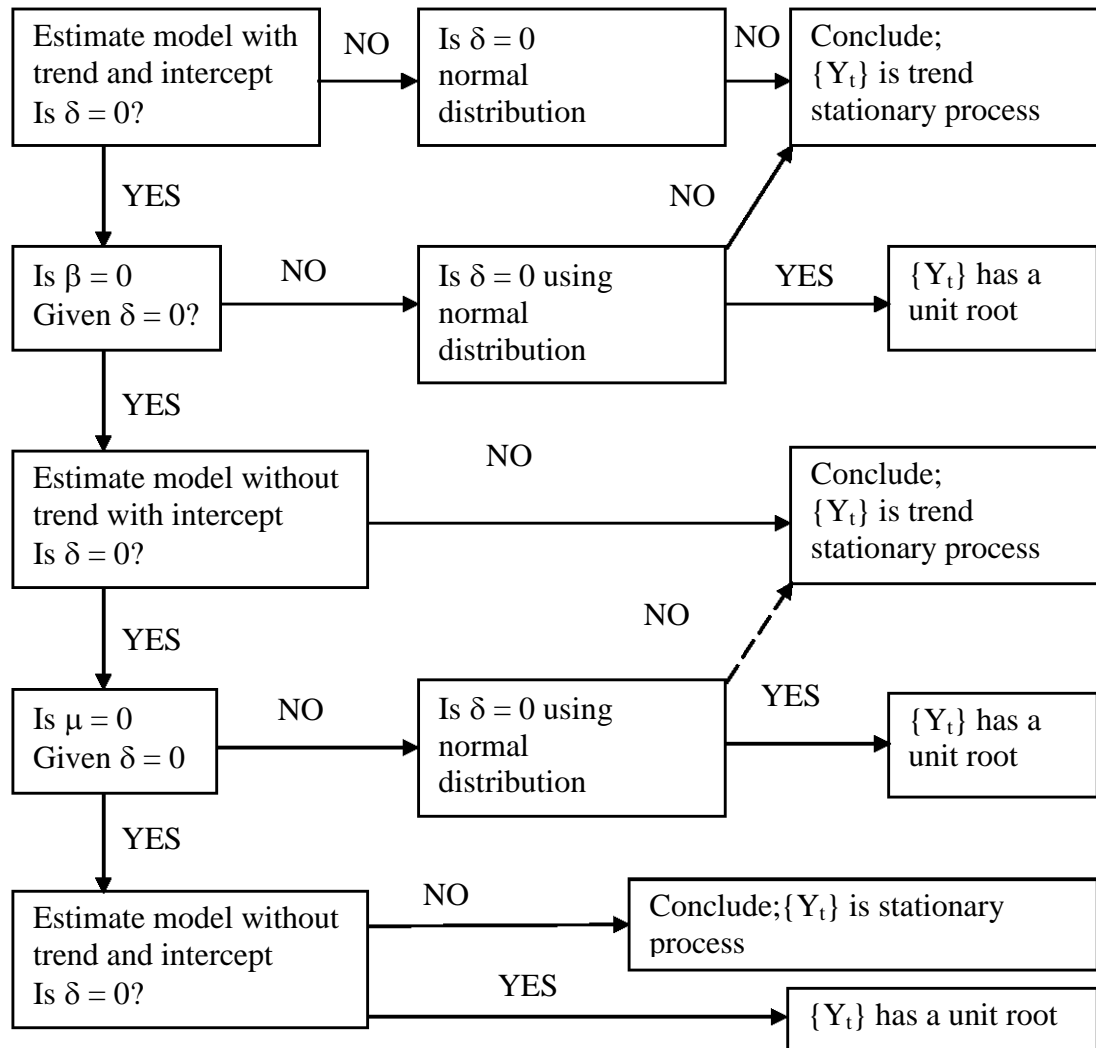 Estimate model with
trend and intercept
Is δ = 0?
NO
Is δ = 0
normal
distribution
NO
Conclude;
{Yt} is trend
stationary process
YES
NO
Is β = 0
Given δ = 0?
NO
Is δ = 0 using
normal
distribution
YES
{Yt} has a
unit root
YES
Estimate model without
trend with intercept
Is δ = 0?
NO
Conclude;
{Yt} is trend
stationary process
YES
NO
Is μ = 0
Given δ = 0
NO
Is δ = 0 using
normal
distribution
YES
{Yt} has a
unit root
YES
Estimate model without
trend and intercept
Is δ = 0?
NO
Conclude;{Yt} is stationary
process
YES
{Yt} has a unit root